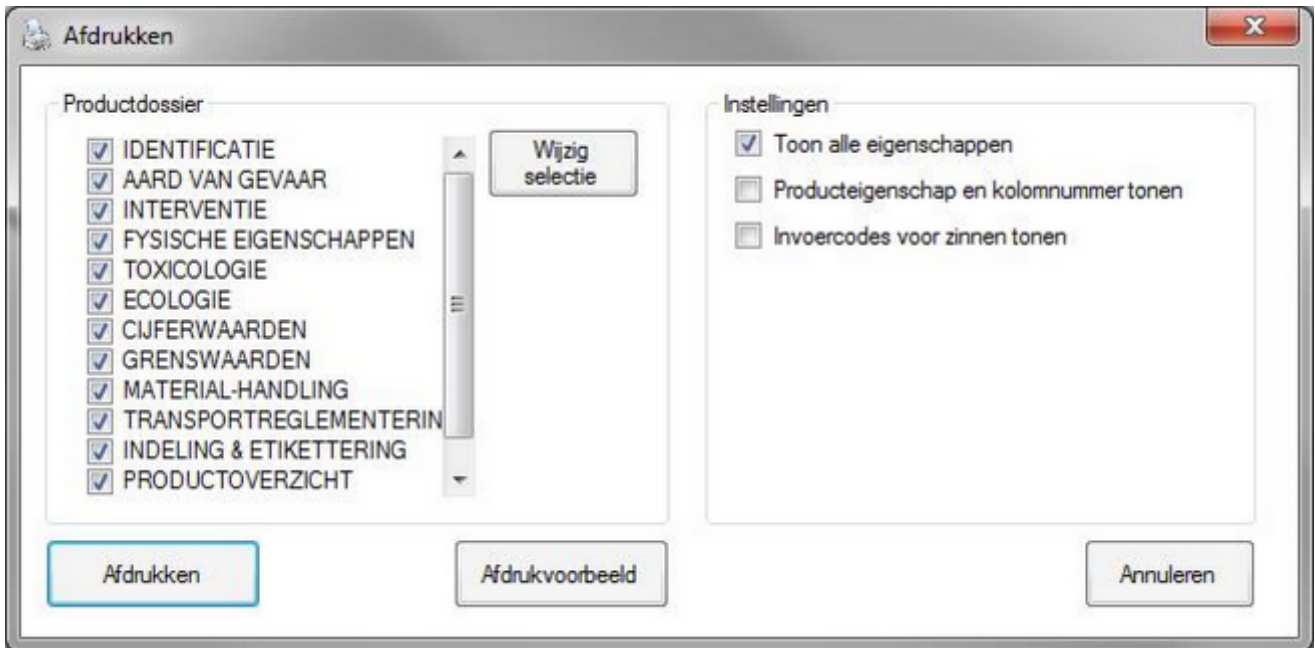 Afdrukken
Productdossier
IDENTIFICATIE
AARD VAN GEVAAR
INTERVENTIE
FYSISCHE EIGENSCHAPPEN
TOXICOLOGIE
ECOLOGIE
CIJFERWAARDEN
GRENSWAARDEN
MATERIAL-HANDLING
TRANSPORTREGLEMENTERIN
INDELING & ETIKETTERING
PRODUCTOVERZICHT
Wijzig
selectie
Instellingen
Toon alle eigenschappen
Producteigenschap en kolomnummer tonen
Invoercodes voor zinnen tonen
Afdrukken
Afdrukvoorbeeld
Annuleren